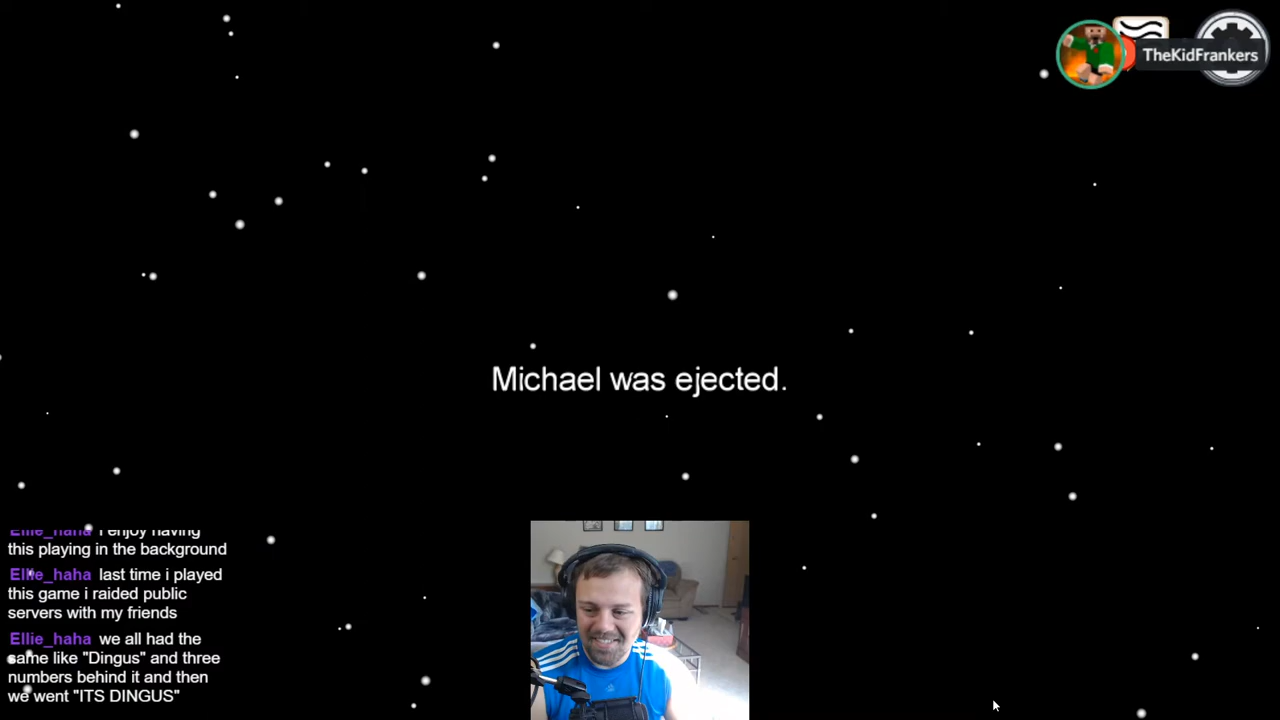 TheKidFrankers
Michael was ejected.
Ellie_haha I enjoy having
this playing in the background
Ellie_haha last time i played
this game i raided public
servers with my friends
Ellie_haha we all had the
same like "Dingus" and three
numbers behind it and then
we went "ITS DINGUS"